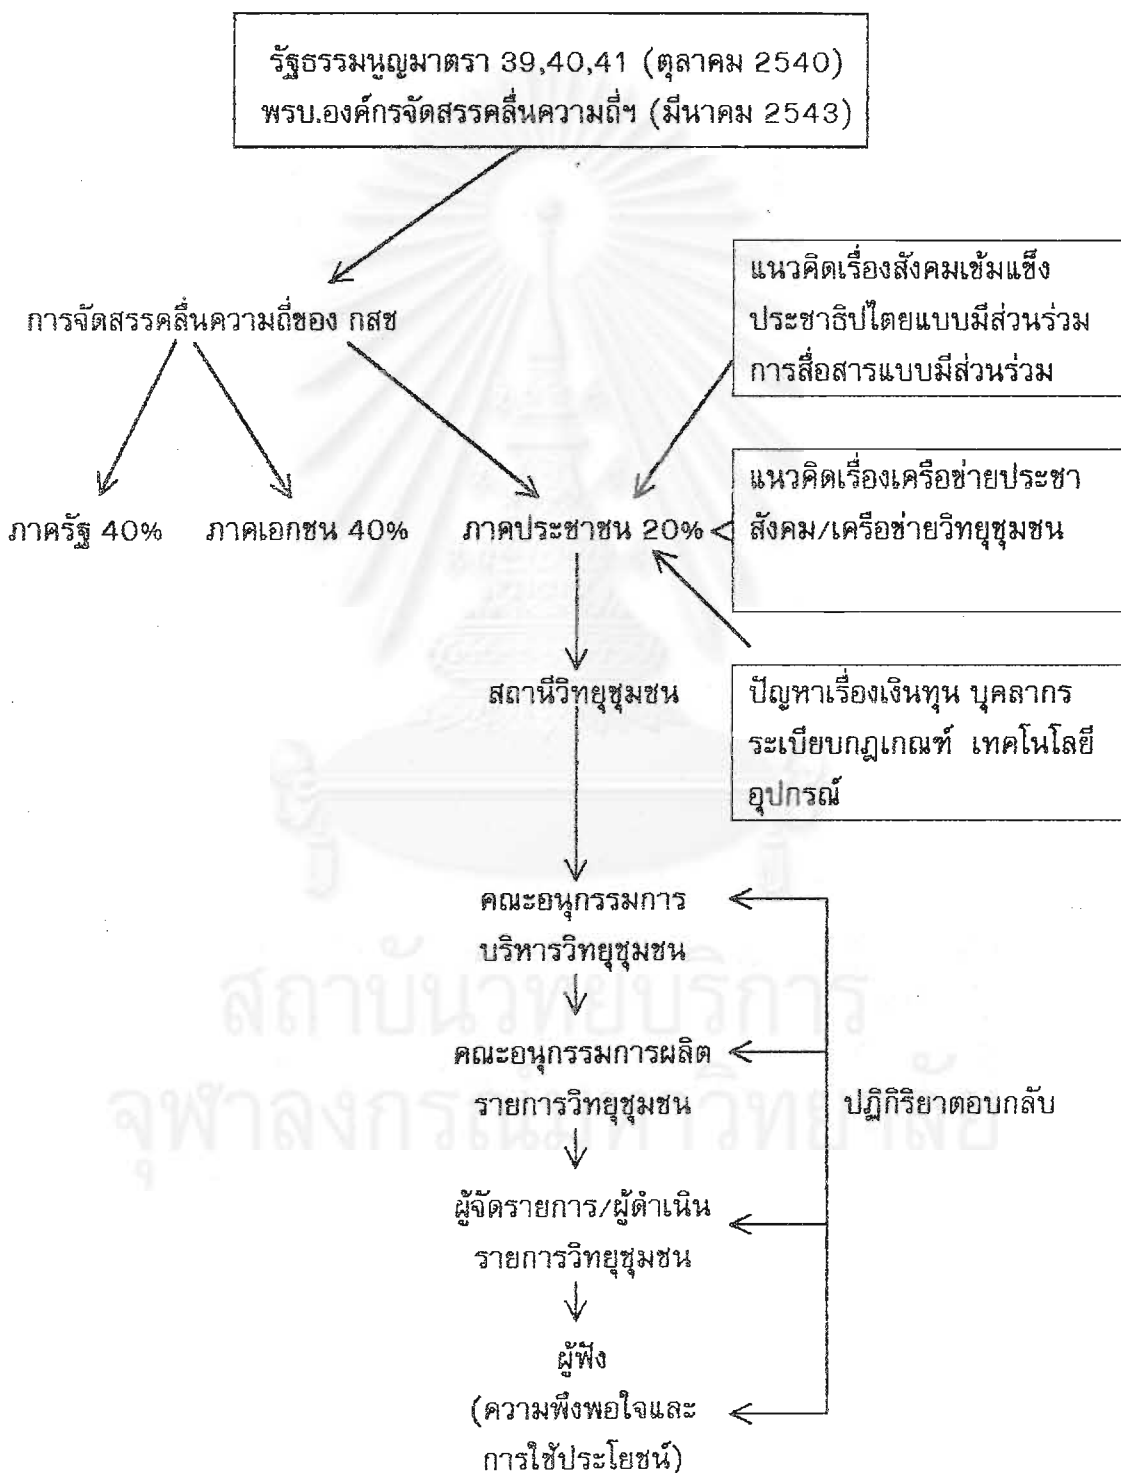 รัฐธรรมนูญมาตรา 39,40,41 (ตุลาคม 2540)
พรบ.องค์กรจัดสรรคลื่นความถี่ฯ (มีนาคม 2543)
แนวคิดเรื่องสังคมเข้มแข็ง
ประชาธิปไตยแบบมีส่วนร่วม
การสื่อสารแบบมีส่วนร่วม
การจัดสรรคลื่นความถี่ของ กสช
แนวคิดเรื่องเครือข่ายประชา
สังคม/เครือข่ายวิทยุชุมชน
ภาครัฐ 40%
ภาคเอกชน 40%
ภาคประชาชน 20%
สถานีวิทยุชุมชน
ปัญหาเรื่องเงินทุน บุคลากร
ระเบียบกฎเกณฑ์ เทคโนโลยี
อุปกรณ์
คณะอนุกรรมการ
บริหารวิทยุชุมชน
คณะอนุกรรมการผลิต
รายการวิทยุชุมชน
ปฏิกิริยาตอบกลับ
ผู้จัดรายการ/ผู้ดำเนิน
รายการวิทยุชุมชน
ผู้ฟัง
(ความพึงพอใจและ
การใช้ประโยชน์)
สถาบันวิทยบริการ
จุฬาลงกรณ์มหาวิทยาลัย